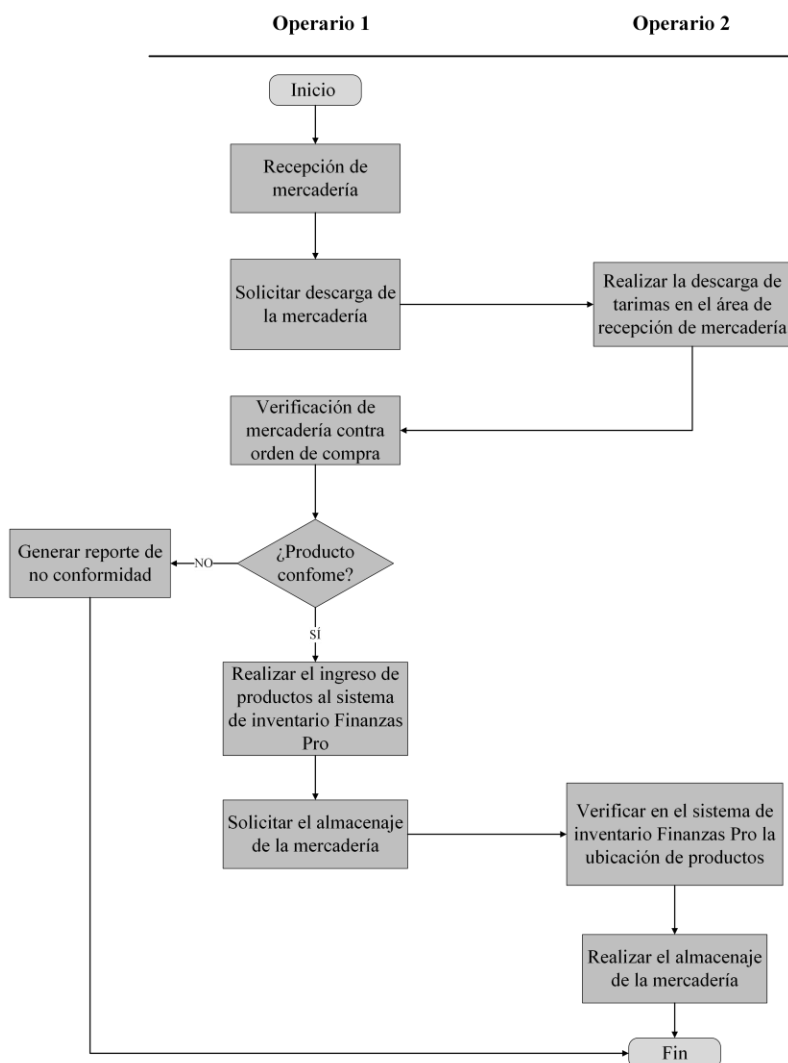 Operario 1
Operario 2
Inicio
Recepción de
mercadería
Solicitar descarga de
la mercadería
Realizar la descarga de
tarimas en el área de
recepción de mercadería
Verificación de
mercadería contra
orden de compra
¿Producto
confome?
NO
Generar reporte de
no conformidad
SÍ
Realizar el ingreso de
productos al sistema
de inventario Finanzas
Pro
Solicitar el almacenaje
de la mercadería
Verificar en el sistema de
inventario Finanzas Pro la
ubicación de productos
Realizar el almacenaje
de la mercadería
Fin